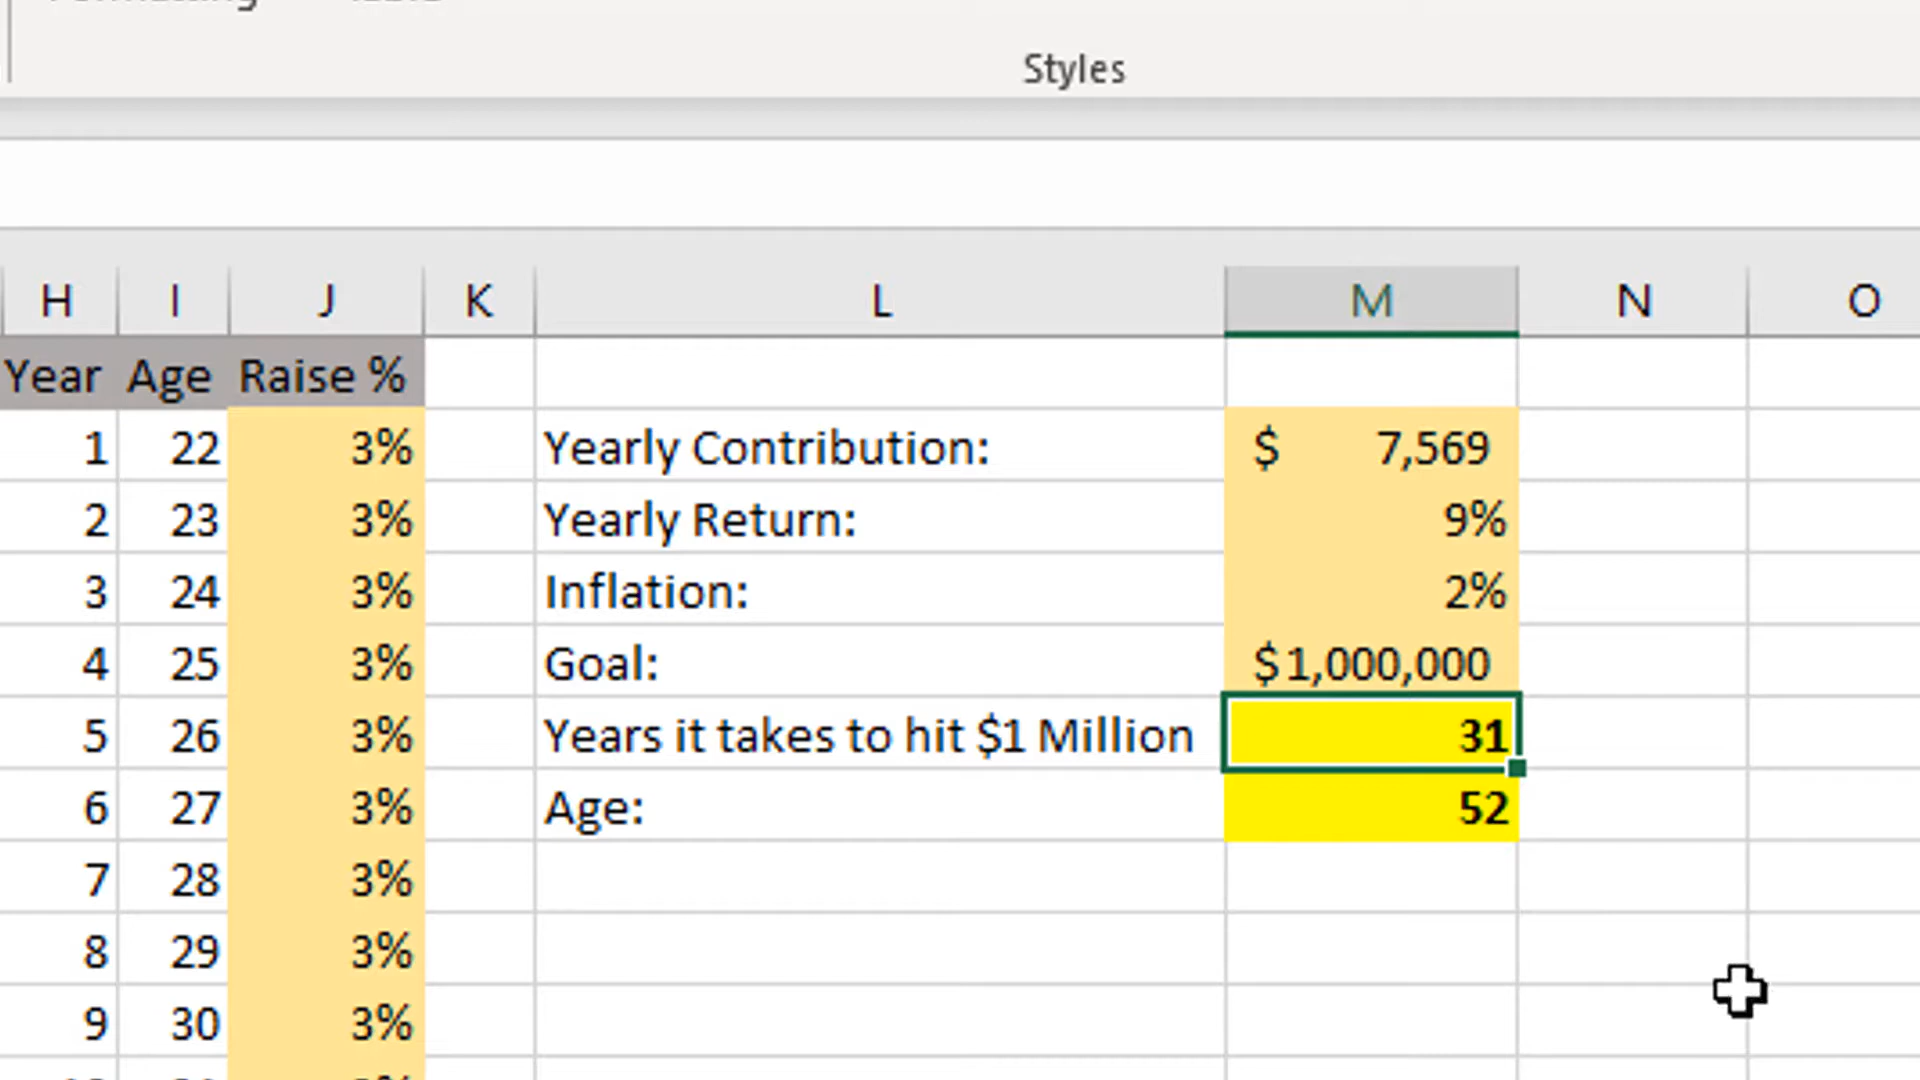 Styles
H I J K L M N O
Year Age Raise %
1 22 3% Yearly Contribution: $ 7,569
2 23 3% Yearly Return: 9%
3 24 3% Inflation: 2%
4 25 3% Goal: $1,000,000
5 26 3% Years it takes to hit $1 Million 31
6 27 3% Age: 52
7 28 3%
8 29 3%
9 30 3%